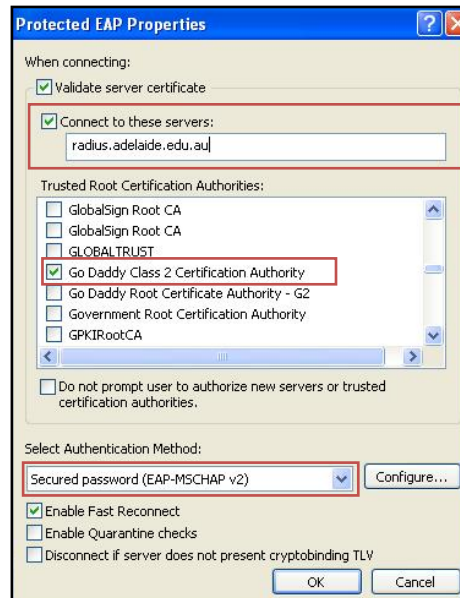 Protected EAP Properties
When connecting:
Validate server certificate
Connect to these servers:
radius.adelaide.edu.au
Trusted Root Certification Authorities:
GlobalSign Root CA
GlobalSign Root CA
GLOBALTRUST
Go Daddy Class 2 Certification Authority
Go Daddy Root Certificate Authority - G2
Government Root Certification Authority
GPKIRootCA
Do not prompt user to authorize new servers or trusted
certification authorities.
Select Authentication Method:
Secured password (EAP-MSCHAP v2)
Configure...
Enable Fast Reconnect
Enable Quarantine checks
Disconnect if server does not present cryptobinding TLV
OK Cancel